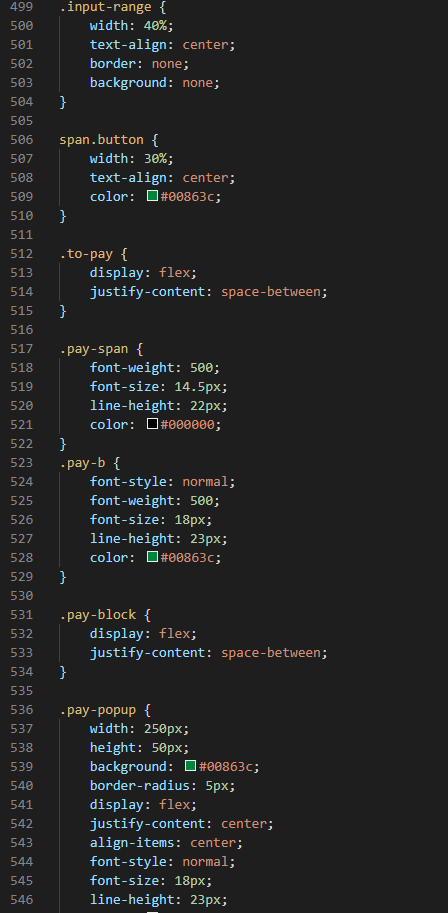 499 .input-range {
500 width: 40%;
501 text-align: center;
502 border: none;
503 background: none;
504 }
505
506 span.button {
507 width: 30%;
508 text-align: center;
509 color: #00863c;
510 }
511
512 .to-pay {
513 display: flex;
514 justify-content: space-between;
515 }
516
517 .pay-span {
518 font-weight: 500;
519 font-size: 14.5px;
520 line-height: 22px;
521 color: #000000;
522 }
523 .pay-b {
524 font-style: normal;
525 font-weight: 500;
526 font-size: 18px;
527 line-height: 23px;
528 color: #00863c;
529 }
530
531 .pay-block {
532 display: flex;
533 justify-content: space-between;
534 }
535
536 .pay-popup {
537 width: 250px;
538 height: 50px;
539 background: #00863c;
540 border-radius: 5px;
541 display: flex;
542 justify-content: center;
543 align-items: center;
544 font-style: normal;
545 font-size: 18px;
546 line-height: 23px;